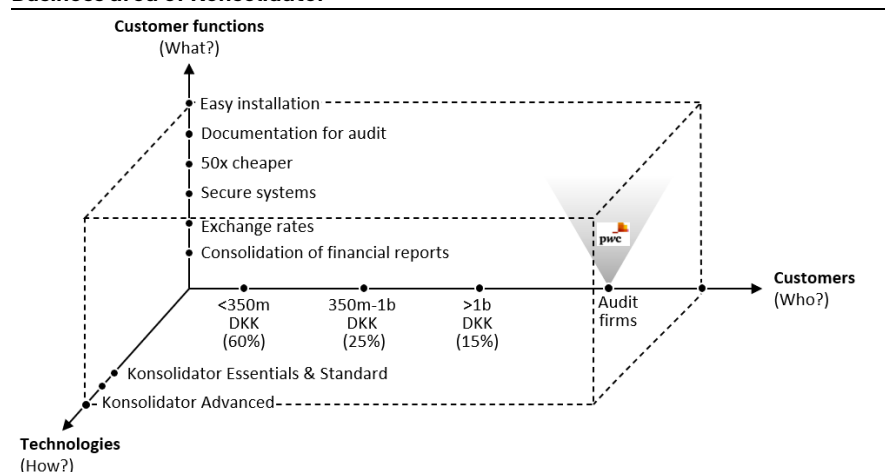 Business area of Konsolidator
Customer functions
(What?)
Easy installation
Documentation for audit
50x cheaper
Secure systems
Exchange rates
Consolidation of financial reports
pwc
Customers
(Who?)
<350m
DKK
(60%)
350m-1b
DKK
(25%)
>1b
DKK
(15%)
Audit
firms
Konsolidator Essentials & Standard
Konsolidator Advanced
Technologies
(How?)